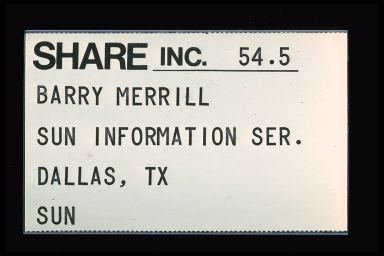 SHARE INC. 54.5
BARRY MERRILL
SUN INFORMATION SER.
DALLAS, TX
SUN